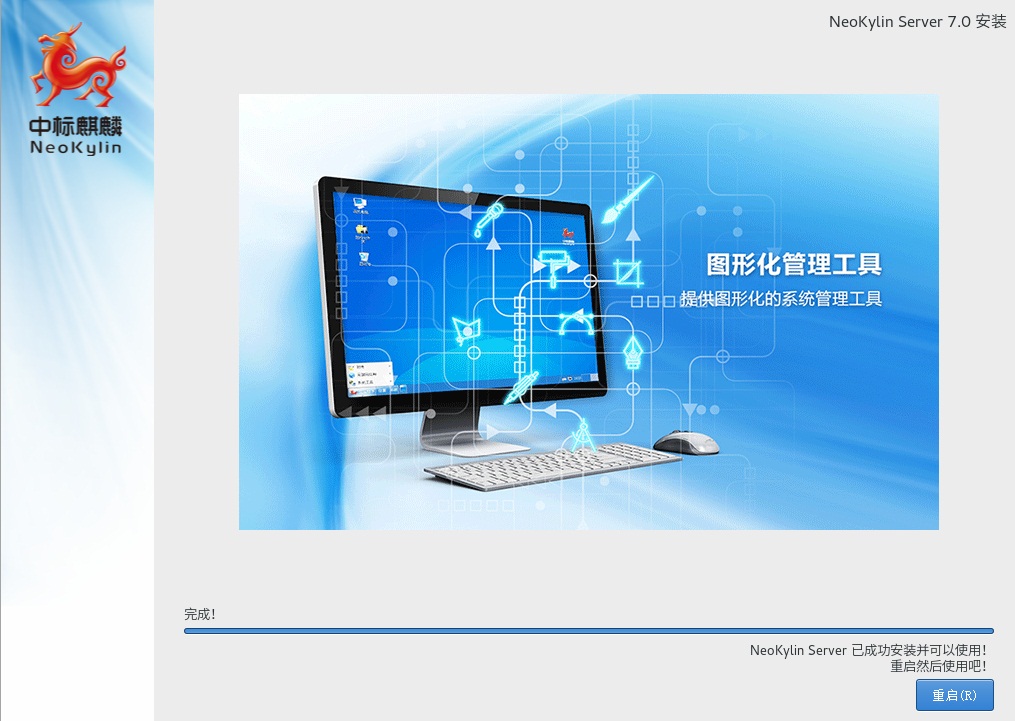 中标麒麟
NeoKylin
NeoKylin Server 7.0 安装
图形化管理工具
提供图形化的系统管理工具
完成!
NeoKylin Server 已成功安装并可以使用!
重启然后使用吧!
重启(R)